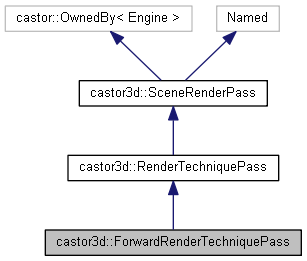 castor::OwnedBy< Engine >
Named
castor3d::SceneRenderPass
castor3d::RenderTechniquePass
castor3d::ForwardRenderTechniquePass